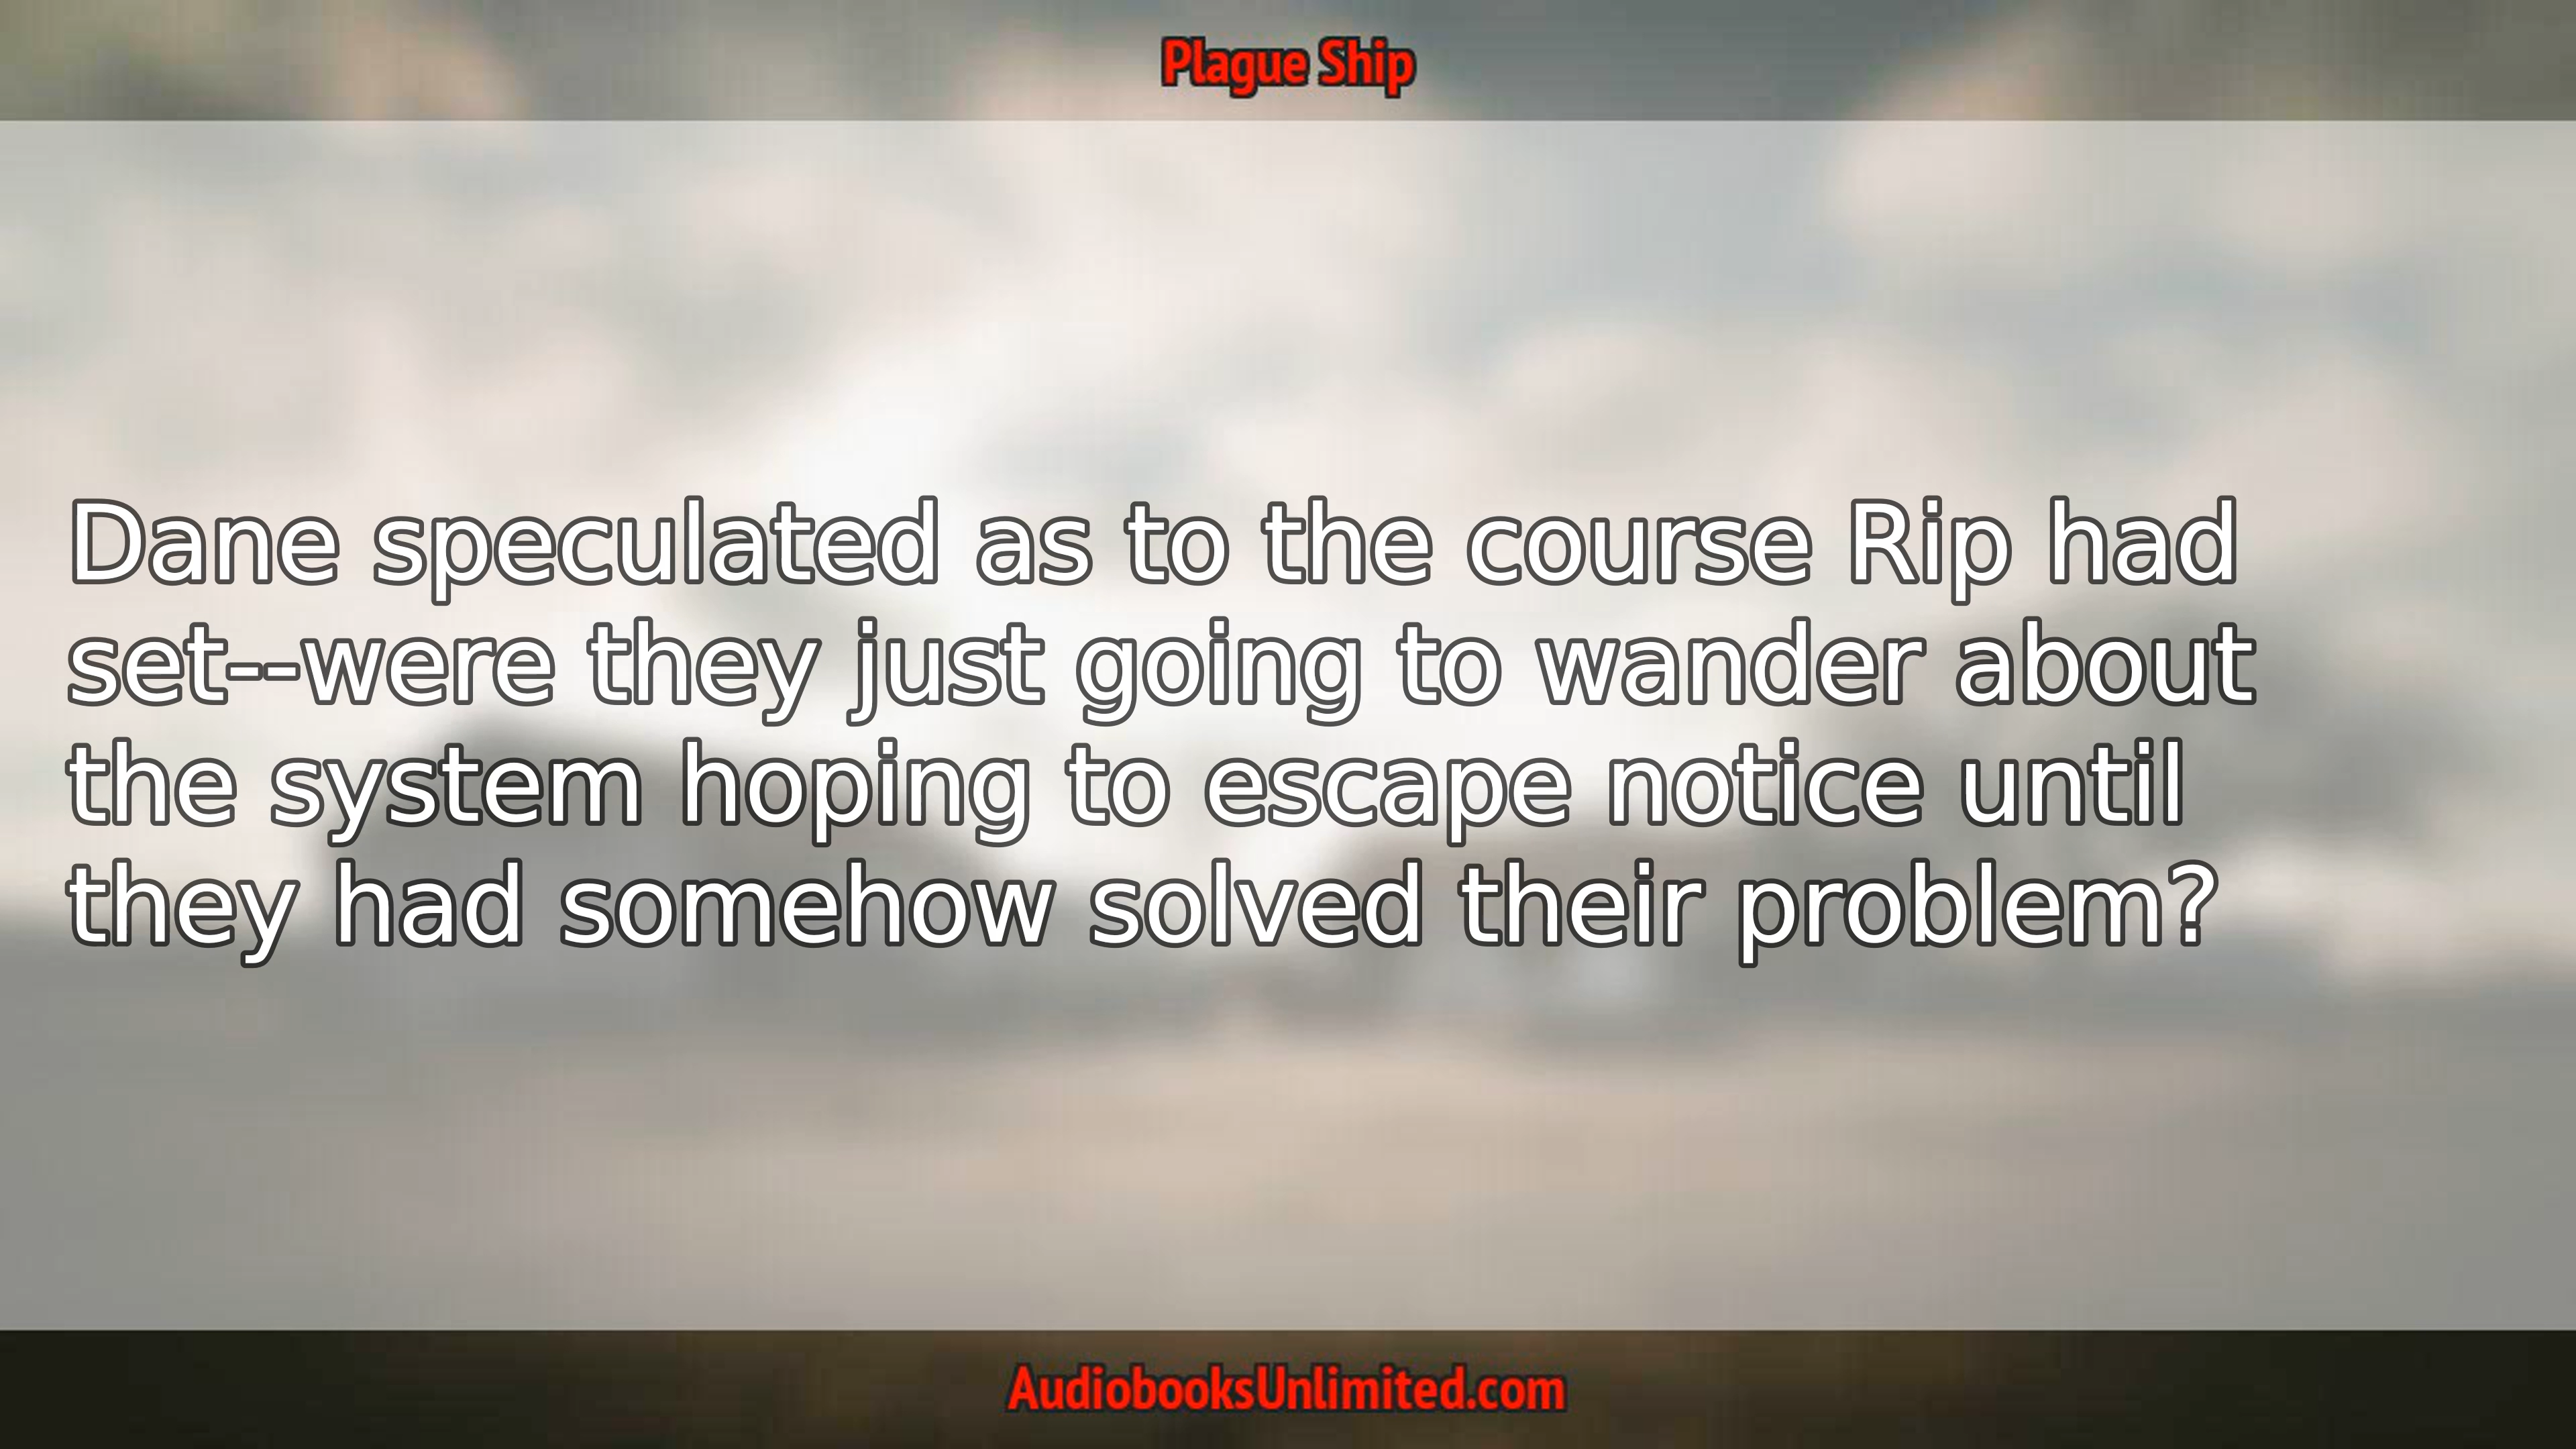 Plague Ship
Dane speculated as to the course Rip had
set--were they just going to wander about
the system hoping to escape notice until
they had somehow solved their problem?
AudiobooksUnlimited.com